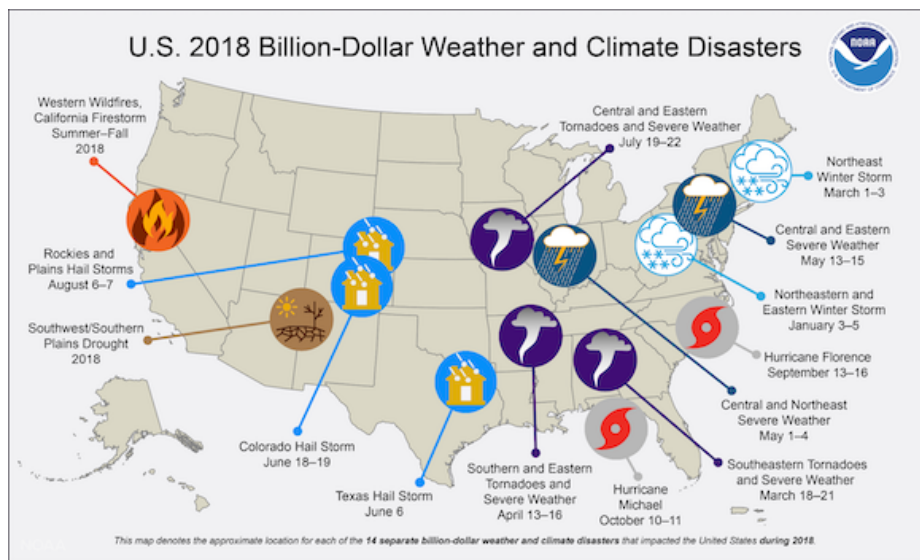 U.S. 2018 Billion-Dollar Weather and Climate Disasters
NOAA
Western Wildfires,
California Firestorm
Summer–Fall
2018
Central and Eastern
Tornadoes and Severe Weather
July 19–22
Northeast
Winter Storm
March 1–3
Rockies and
Plains Hail Storms
August 6–7
Central and Eastern
Severe Weather
May 13–15
Southwest/Southern
Plains Drought
2018
Northeastern and
Eastern Winter Storm
January 3–5
Hurricane Florence
September 13–16
Colorado Hail Storm
June 18–19
Texas Hail Storm
June 6
Southern and Eastern
Tornadoes and
Severe Weather
April 13–16
Hurricane
Michael
October 10–11
Central and Northeast
Severe Weather
May 1–4
Southeastern Tornadoes
and Severe Weather
March 18–21
This map denotes the approximate location for each of the 14 separate billion-dollar weather and climate disasters that impacted the United States during 2018.
NOAA